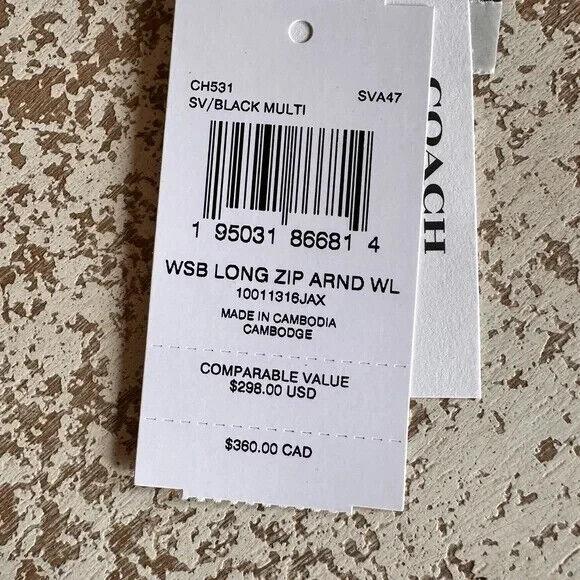 CH531
SV/BLACK MULTI SVA47
1 95031 86681 4
WSB LONG ZIP ARND WL
10011316JAX
MADE IN CAMBODIA
CAMBODGE
COMPARABLE VALUE
$298.00 USD
$360.00 CAD
COACH